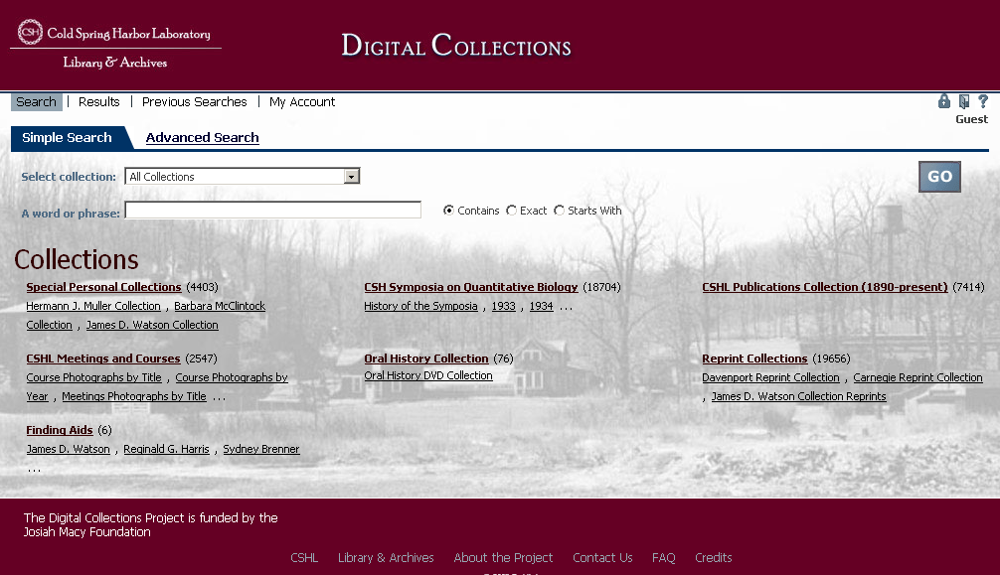 CSH Cold Spring Harbor Laboratory
Library & Archives
DIGITAL COLLECTIONS
Search | Results | Previous Searches | My Account
?
Guest
Simple Search Advanced Search
Select collection: All Collections
GO
A word or phrase: Contains Exact Starts With
Collections
Special Personal Collections (4403)
Hermann J. Muller Collection , Barbara McClintock
Collection , James D. Watson Collection
CSH Symposia on Quantitative Biology (18704)
History of the Symposia , 1933 , 1934 ...
CSHL Publications Collection (1890-present) (7414)
CSHL Meetings and Courses (2547)
Course Photographs by Title , Course Photographs by
Year , Meetings Photographs by Title ...
Oral History Collection (76)
Oral History DVD Collection
Reprint Collections (19656)
Davenport Reprint Collection , Carnegie Reprint Collection
, James D. Watson Collection Reprints
Finding Aids (6)
James D. Watson , Reginald G. Harris , Sydney Brenner
...
The Digital Collections Project is funded by the
Josiah Macy Foundation
CSHL Library & Archives About the Project Contact Us FAQ Credits